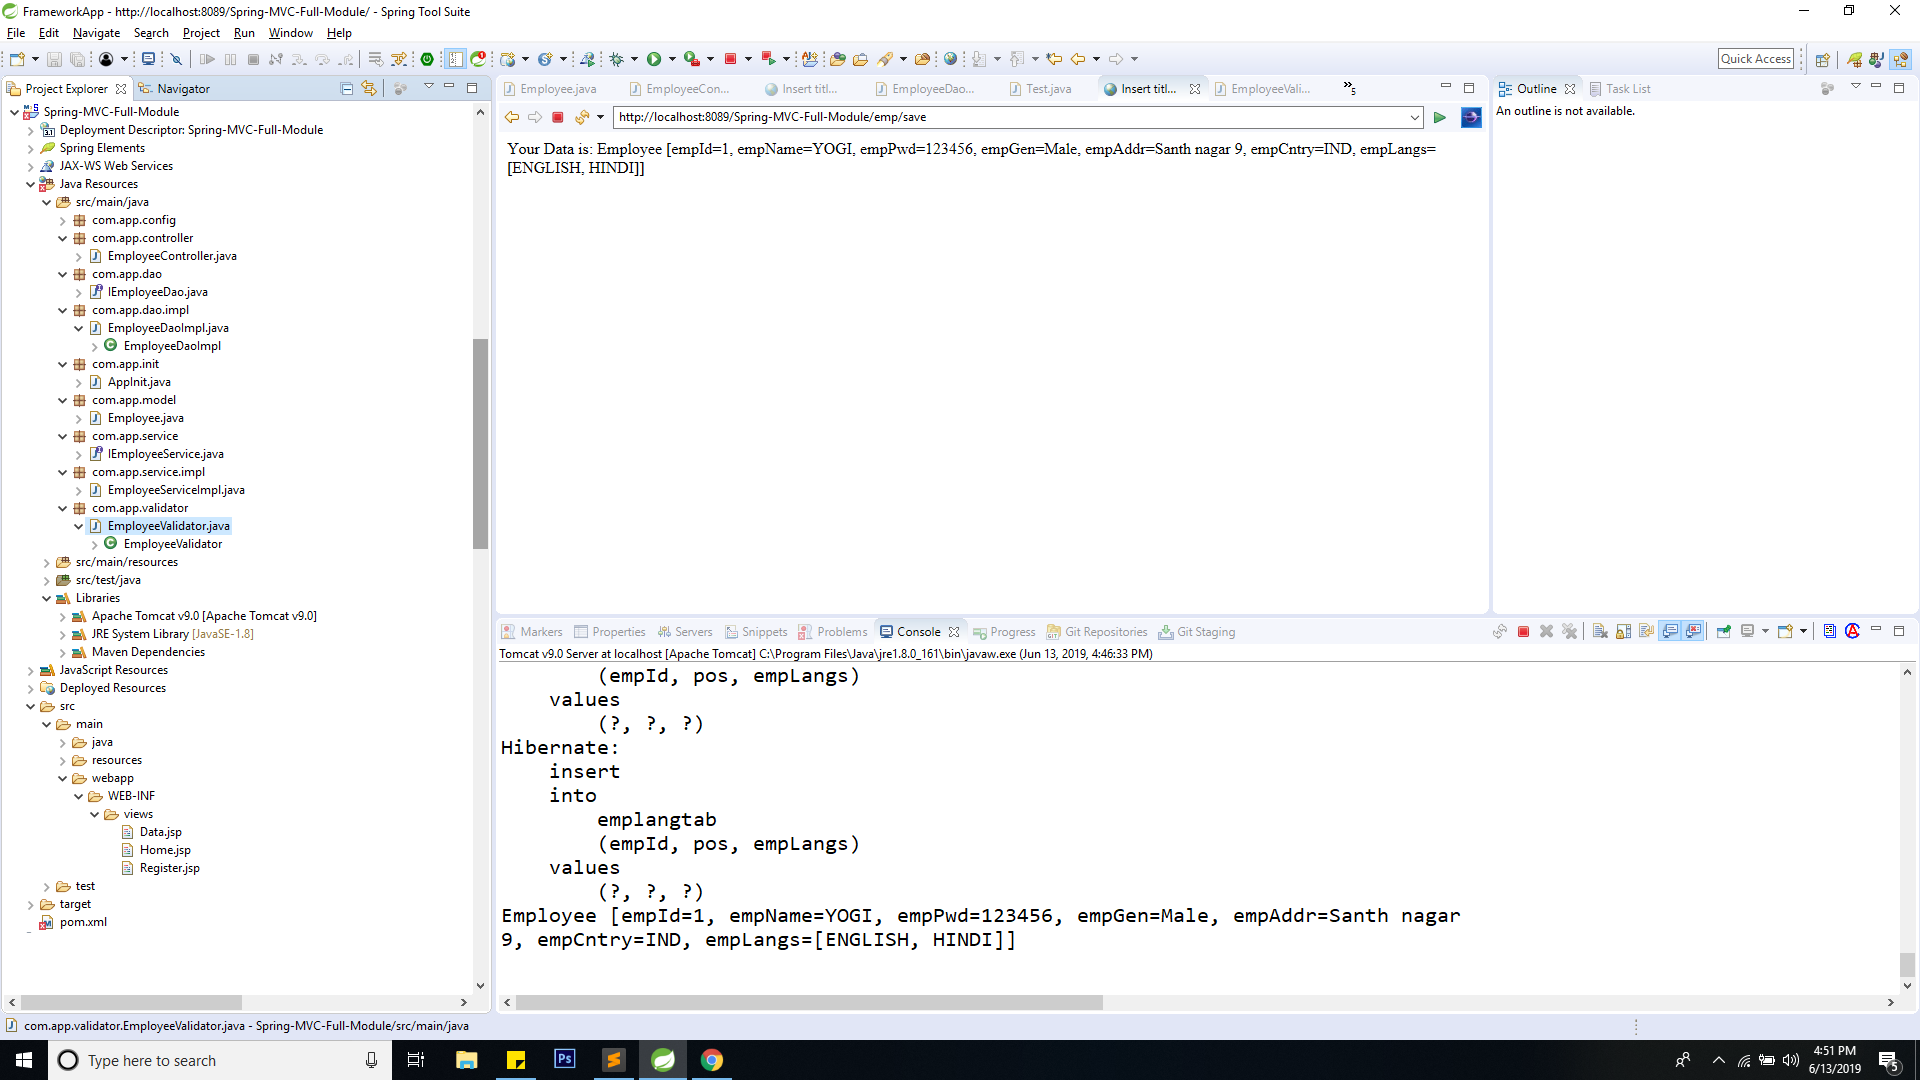 FrameworkApp - http://localhost:8089/Spring-MVC-Full-Module/ - Spring Tool Suite
File Edit Navigate Search Project Run Window Help
Quick Access
Project Explorer
Navigator
Spring-MVC-Full-Module
Deployment Descriptor: Spring-MVC-Full-Module
Spring Elements
JAX-WS Web Services
Java Resources
src/main/java
com.app.config
com.app.controller
EmployeeController.java
com.app.dao
IEmployeeDao.java
com.app.dao.impl
EmployeeDaoImpl.java
EmployeeDaoImpl
com.app.init
AppInit.java
com.app.model
Employee.java
com.app.service
IEmployeeService.java
com.app.service.impl
EmployeeServiceImpl.java
com.app.validator
EmployeeValidator.java
EmployeeValidator
src/main/resources
src/test/java
Libraries
Apache Tomcat v9.0 [Apache Tomcat v9.0]
JRE System Library [JavaSE-1.8]
Maven Dependencies
JavaScript Resources
Deployed Resources
src
main
java
resources
webapp
WEB-INF
views
Data.jsp
Home.jsp
Register.jsp
test
target
pom.xml
Employee.java EmployeeCon... Insert titl... EmployeeDao... Test.java Insert titl... EmployeeVali... »5
http://localhost:8089/Spring-MVC-Full-Module/emp/save
Your Data is: Employee [empId=1, empName=YOGI, empPwd=123456, empGen=Male, empAddr=Santh nagar 9, empCntry=IND, empLangs=
[ENGLISH, HINDI]]
Outline Task List
An outline is not available.
Markers Properties Servers Snippets Problems Console Progress Git Repositories Git Staging
Tomcat v9.0 Server at localhost [Apache Tomcat] C:\Program Files\Java\jre1.8.0_161\bin\javaw.exe (Jun 13, 2019, 4:46:33 PM)
(empId, pos, empLangs)
values
(?, ?, ?)
Hibernate:
insert
into
emplangtab
(empId, pos, empLangs)
values
(?, ?, ?)
Employee [empId=1, empName=YOGI, empPwd=123456, empGen=Male, empAddr=Santh nagar
9, empCntry=IND, empLangs=[ENGLISH, HINDI]]
com.app.validator.EmployeeValidator.java - Spring-MVC-Full-Module/src/main/java
Type here to search
Ps
4:51 PM
6/13/2019
5